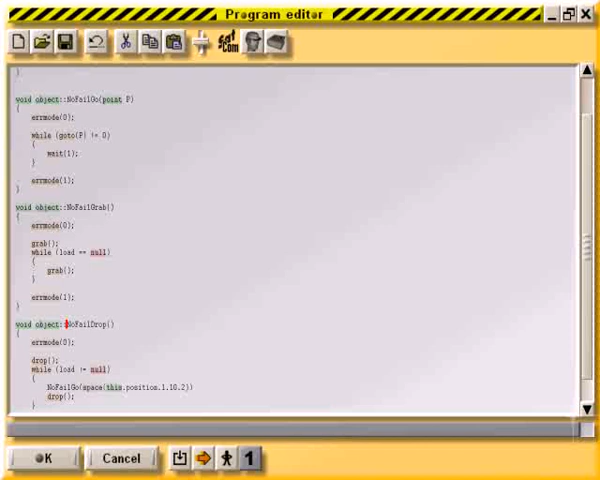 Program editor
Sat
Com
}
void object::NoFailGo(point P)
{
errmode(0);
while (goto(P) != 0)
{
wait(1);
}
errmode(1);
}
void object::NoFailGrab()
{
errmode(0);
grab();
while (load == null)
{
grab();
}
errmode(1);
}
void object::NoFailDrop()
{
errmode(0);
drop();
while (load != null)
{
NoFailGo(space(this.position,1,10,2))
drop();
}
OK
Cancel
1